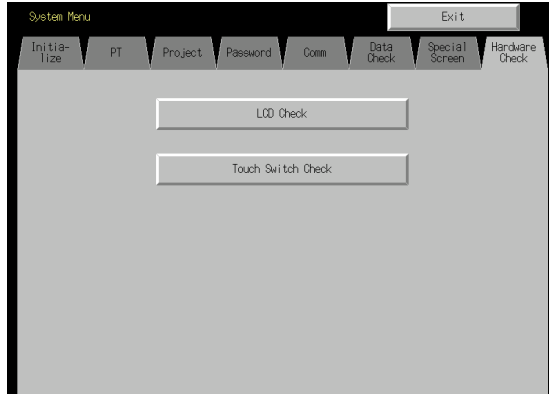 System Menu
Exit
Initia-
lize
PT
Project
Password
Comm
Data
Check
Special
Screen
Hardware
Check
LCD Check
Touch Switch Check